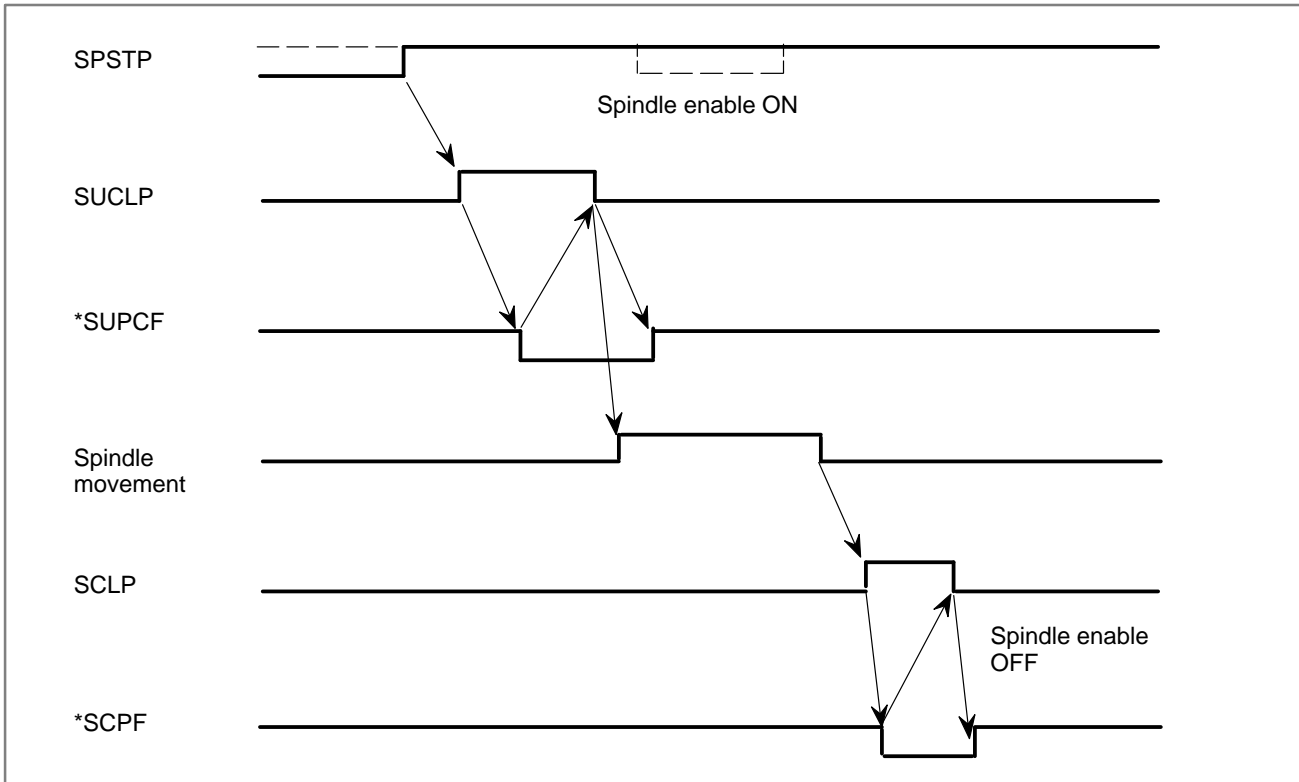 SPSTP
Spindle enable ON
SUCLP
*SUPCF
Spindle
movement
SCLP
Spindle enable
OFF
*SCPF